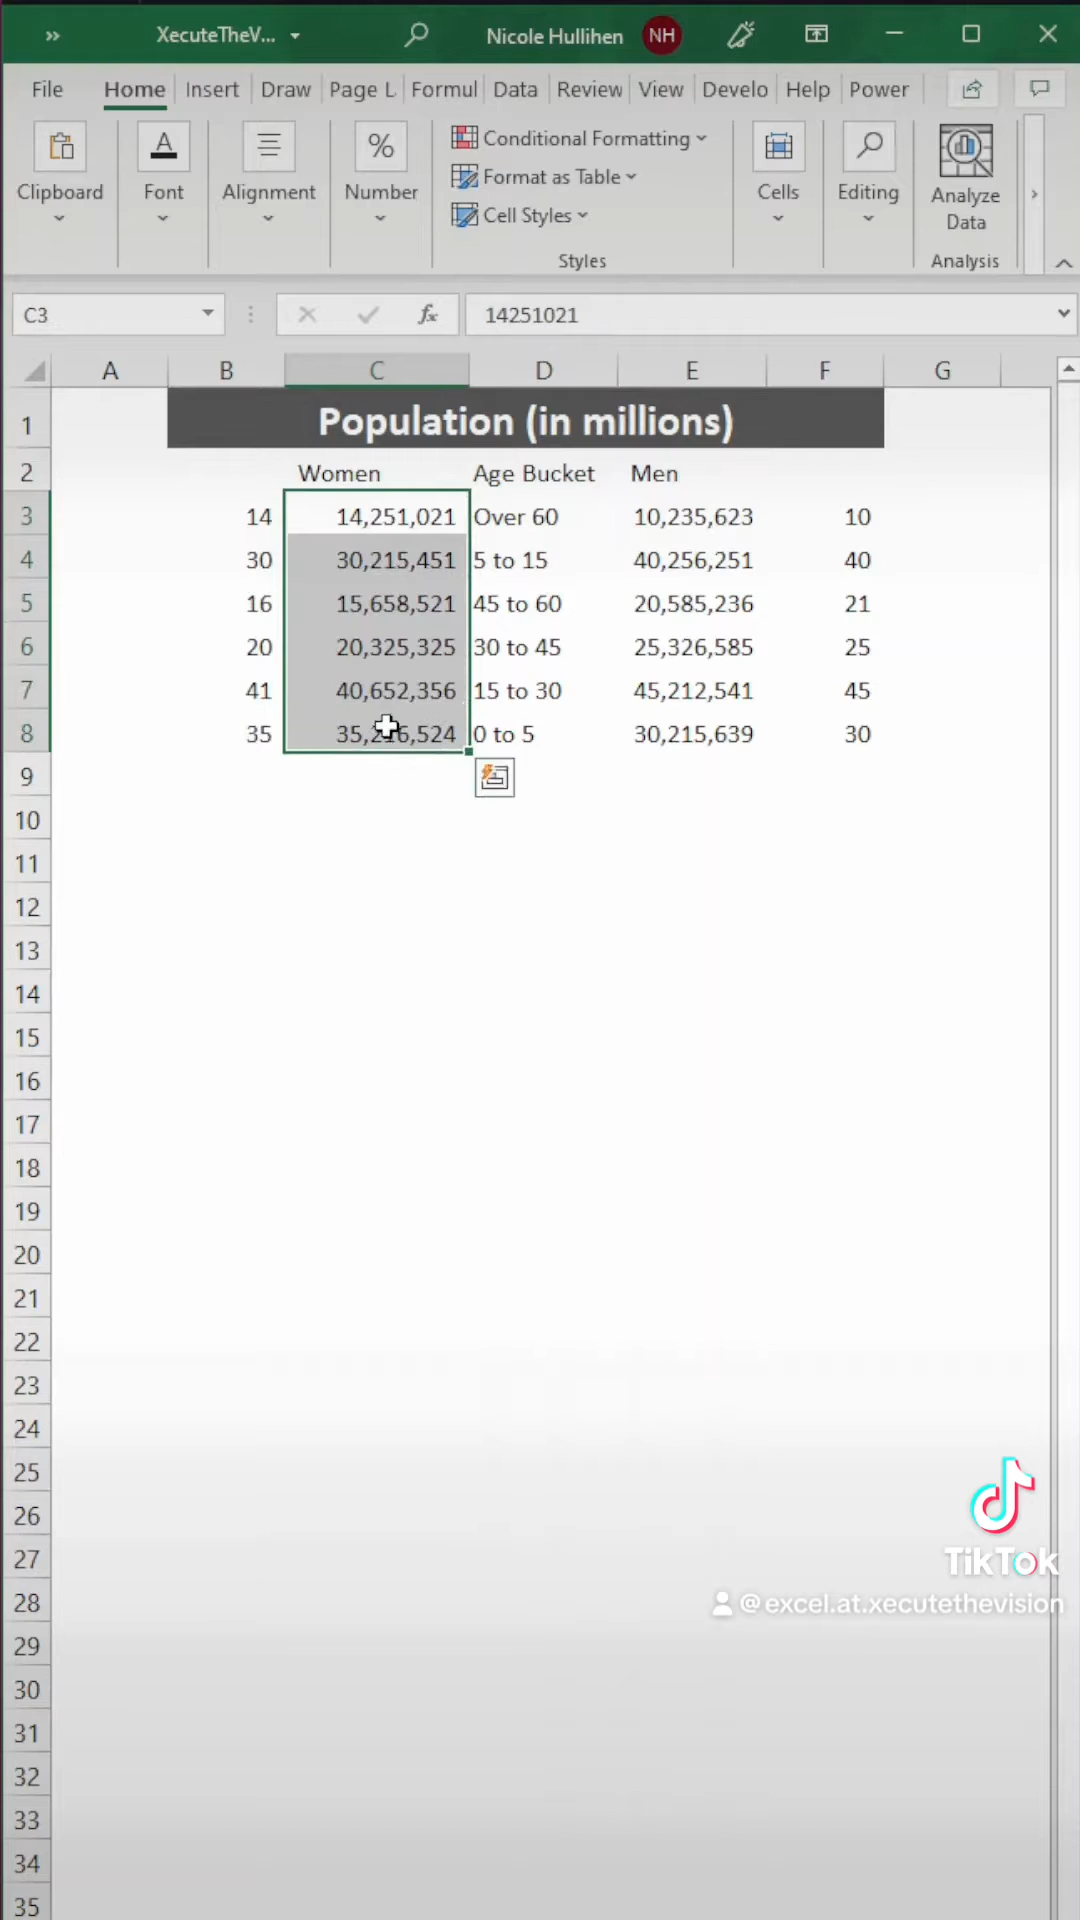 XecuteTheV...
Nicole Hullihen
NH
File Home Insert Draw Page L Formul Data Review View Develo Help Power
Clipboard Font Alignment Number
%
Conditional Formatting
Format as Table
Cell Styles
Styles
Cells Editing Analyze Data
Analysis
C3 fx 14251021
A B C D E F G
1 Population (in millions)
2 Women Age Bucket Men
3 14 14,251,021 Over 60 10,235,623 10
4 30 30,215,451 5 to 15 40,256,251 40
5 16 15,658,521 45 to 60 20,585,236 21
6 20 20,325,325 30 to 45 25,326,585 25
7 41 40,652,356 15 to 30 45,212,541 45
8 35 35,216,524 0 to 5 30,215,639 30
9
10
11
12
13
14
15
16
17
18
19
20
21
22
23
24
25
26
27
28
29
30
31
32
33
34
35
TikTok
@excel.at.xecutethevision